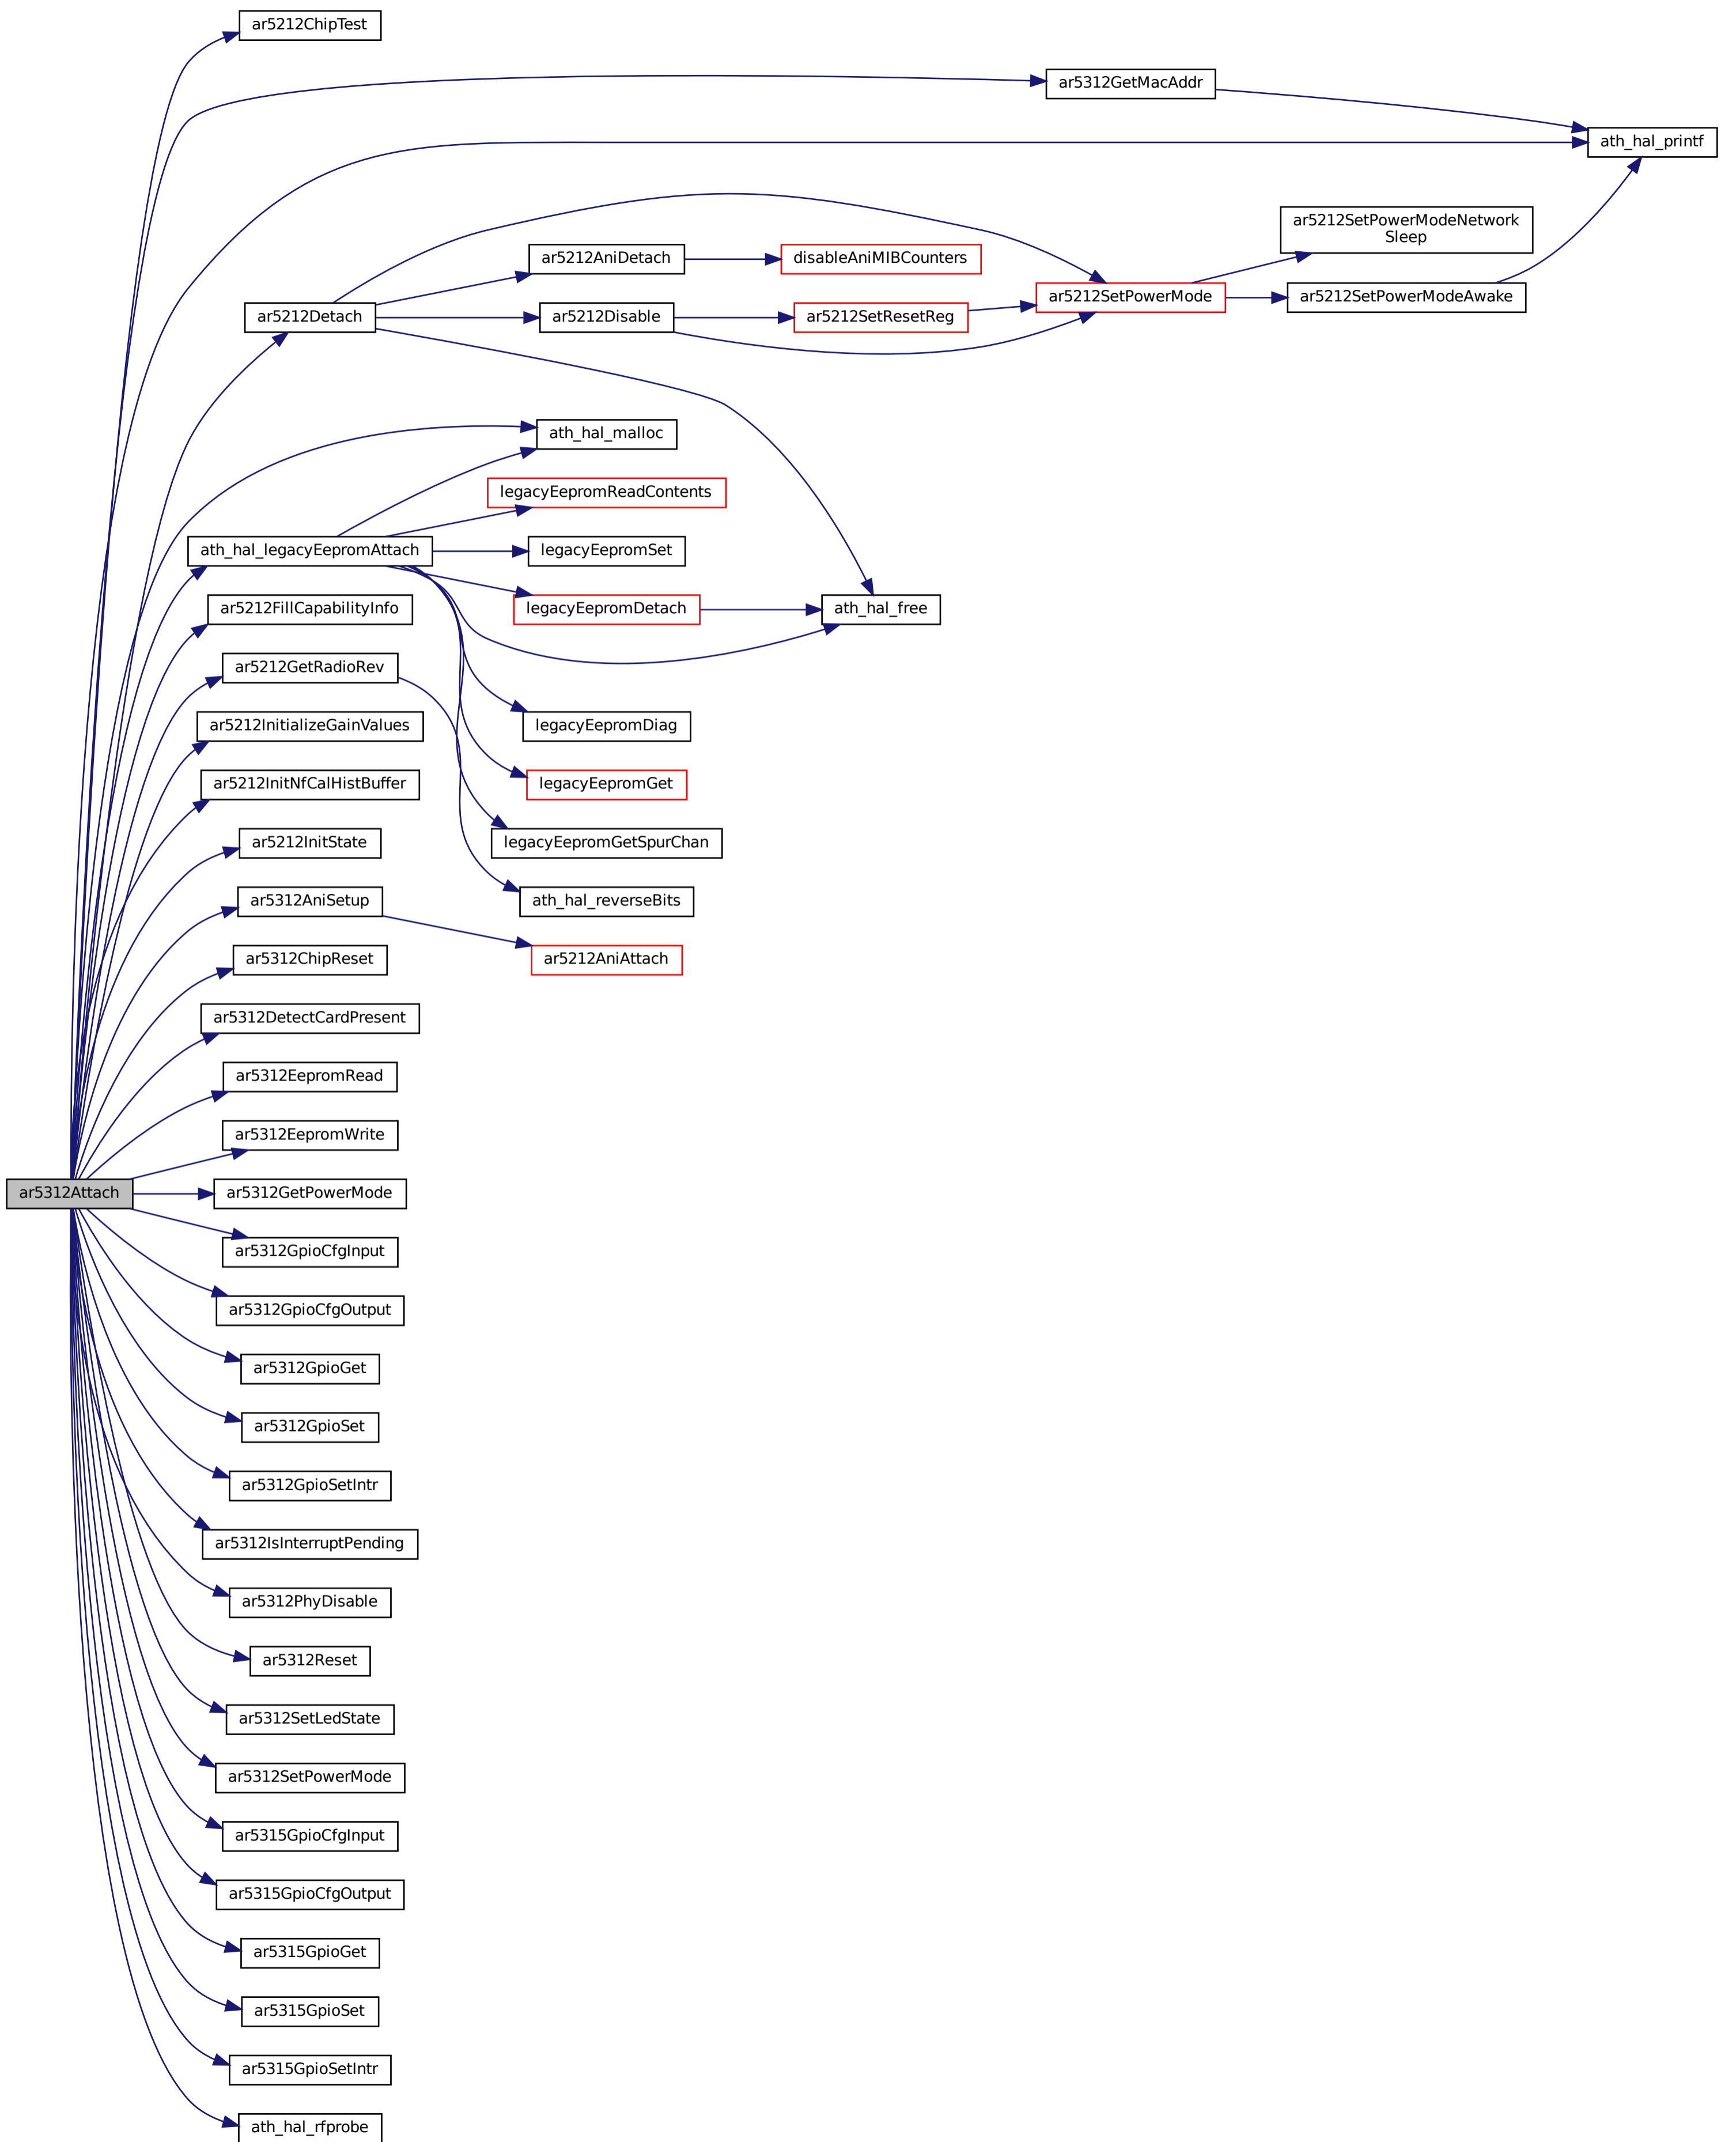 ar5212ChipTest
ar5312GetMacAddr
ath_hal_printf
ar5212SetPowerModeNetwork
Sleep
ar5212AniDetach
disableAniMIBCounters
ar5212SetPowerMode
ar5212SetPowerModeAwake
ar5212Detach
ar5212Disable
ar5212SetResetReg
ath_hal_malloc
legacyEepromReadContents
ath_hal_legacyEepromAttach
legacyEepromSet
ar5212FillCapabilityInfo
legacyEepromDetach
ath_hal_free
ar5212GetRadioRev
ar5212InitializeGainValues
legacyEepromDiag
ar5212InitNfCalHistBuffer
legacyEepromGet
ar5212InitState
legacyEepromGetSpurChan
ar5312AniSetup
ath_hal_reverseBits
ar5312ChipReset
ar5212AniAttach
ar5312DetectCardPresent
ar5312EepromRead
ar5312EepromWrite
ar5312Attach
ar5312GetPowerMode
ar5312GpioCfgInput
ar5312GpioCfgOutput
ar5312GpioGet
ar5312GpioSet
ar5312GpioSetIntr
ar5312IsInterruptPending
ar5312PhyDisable
ar5312Reset
ar5312SetLedState
ar5312SetPowerMode
ar5315GpioCfgInput
ar5315GpioCfgOutput
ar5315GpioGet
ar5315GpioSet
ar5315GpioSetIntr
ath_hal_rfprobe